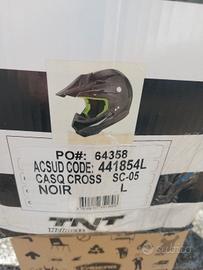 PO#: 64358
ACSUD CODE: 441854L
CASQ CROSS SC-05
NOIR L
TNT